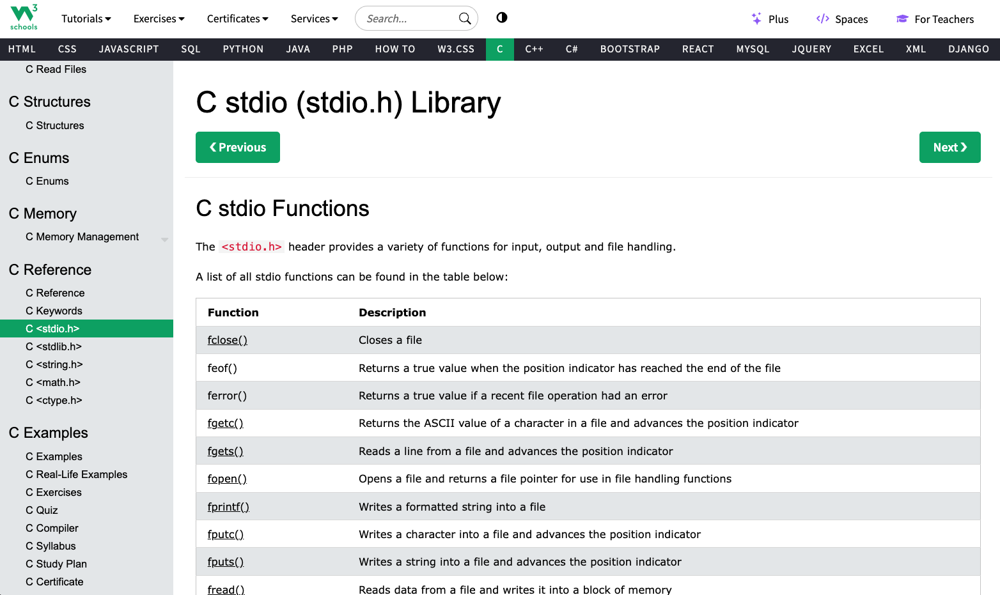 W3
schools
Tutorials
Exercises
Certificates
Services
Search...
Plus
Spaces
For Teachers
HTML CSS JAVASCRIPT SQL PYTHON JAVA PHP HOW TO W3.CSS C C++ C# BOOTSTRAP REACT MYSQL JQUERY EXCEL XML DJANGO
C Read Files
C Structures
C Structures
C Enums
C Enums
C Memory
C Memory Management
C Reference
C Reference
C Keywords
C <stdio.h>
C <stdlib.h>
C <string.h>
C <math.h>
C <ctype.h>
C Examples
C Examples
C Real-Life Examples
C Exercises
C Quiz
C Compiler
C Syllabus
C Study Plan
C Certificate
C stdio (stdio.h) Library
❮ Previous
Next ❯
C stdio Functions
The <stdio.h> header provides a variety of functions for input, output and file handling.
A list of all stdio functions can be found in the table below:
Function Description
fclose() Closes a file
feof() Returns a true value when the position indicator has reached the end of the file
ferror() Returns a true value if a recent file operation had an error
fgetc() Returns the ASCII value of a character in a file and advances the position indicator
fgets() Reads a line from a file and advances the position indicator
fopen() Opens a file and returns a file pointer for use in file handling functions
fprintf() Writes a formatted string into a file
fputc() Writes a character into a file and advances the position indicator
fputs() Writes a string into a file and advances the position indicator
fread() Reads data from a file and writes it into a block of memory